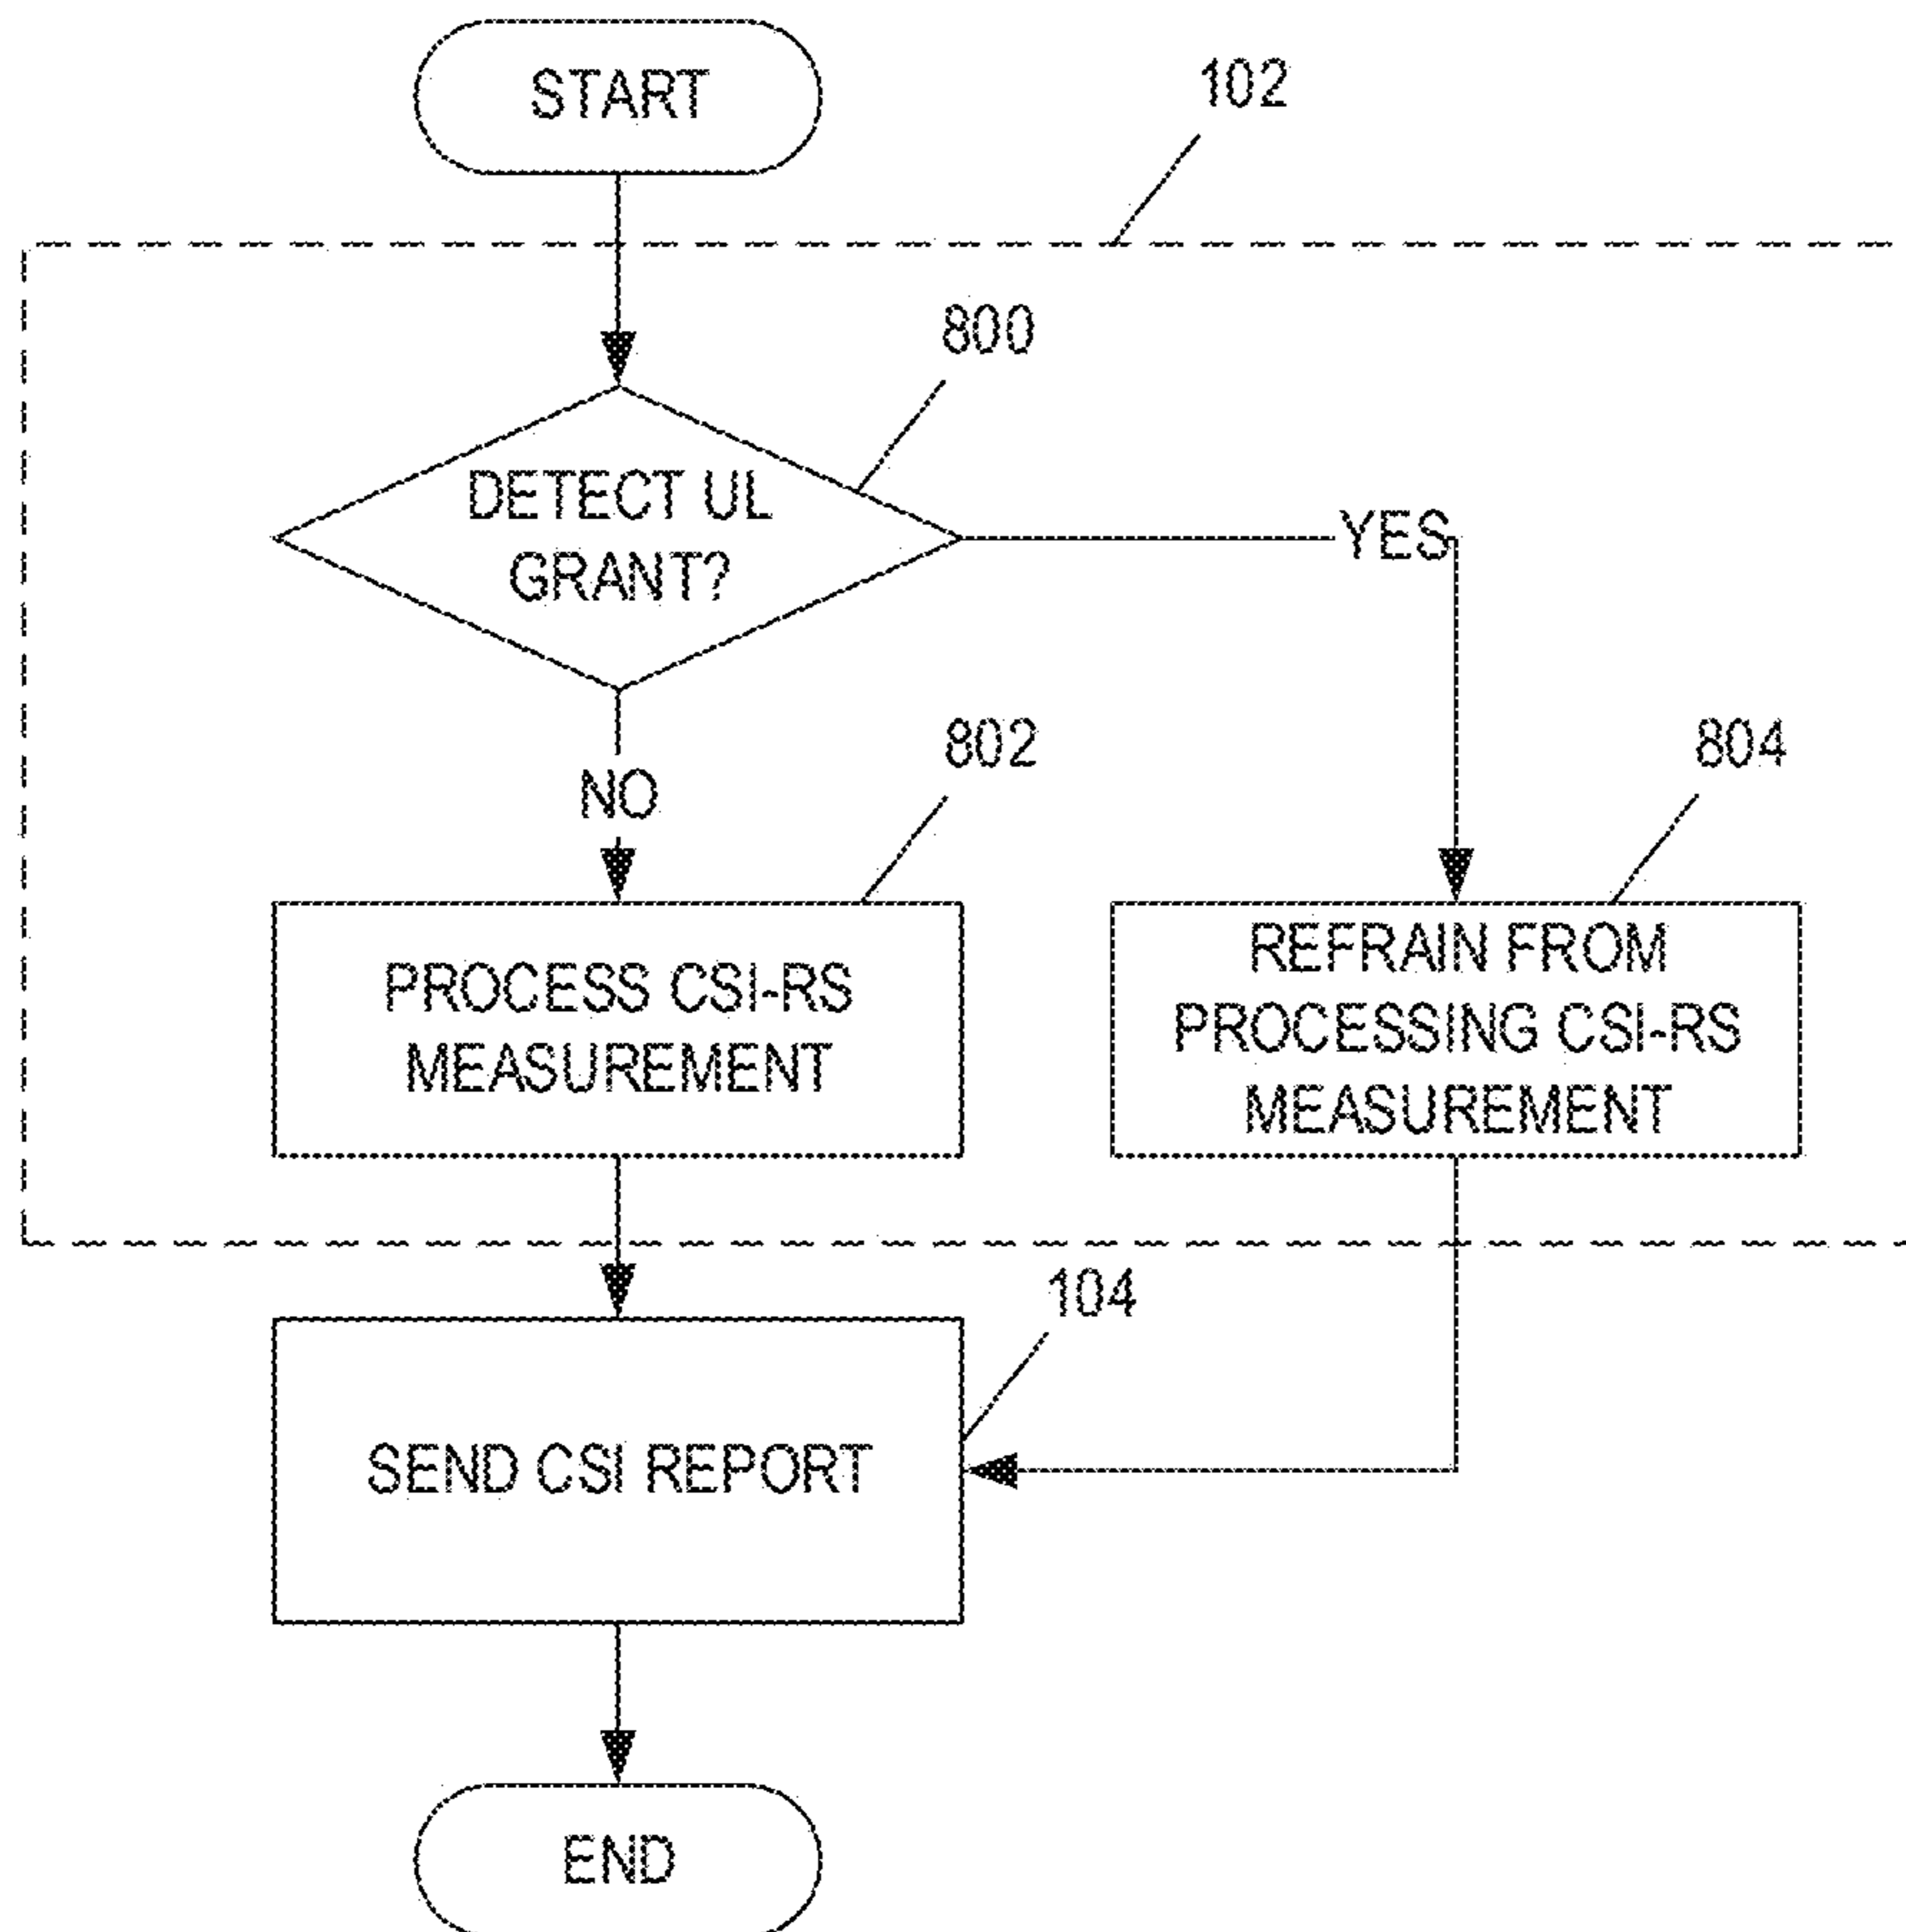 START
102
800
DETECT UL
GRANT?
YES
NO
802
804
PROCESS CSI-RS
MEASUREMENT
REFRAIN FROM
PROCESSING CSI-RS
MEASUREMENT
104
SEND CSI REPORT
END